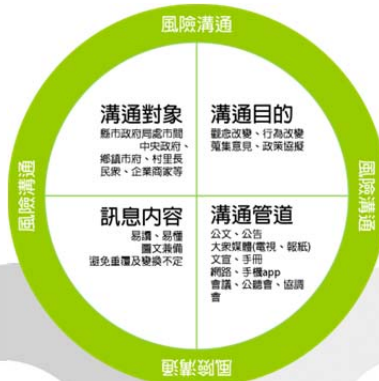 風險溝通
溝通對象
縣市政府局處市間
中央政府、
鄉鎮市府、村里長
民眾、企業商家等
溝通目的
觀念改變、行為改變
蒐集意見、政策協擬
風險溝通
風險溝通
訊息內容
易讀、易懂
圖文兼備
避免重覆及變換不定
溝通管道
公文、公告
大眾媒體(電視、報紙)
文宣、手冊
網路、手機app
會議、公聽會、協調
會
風險溝通